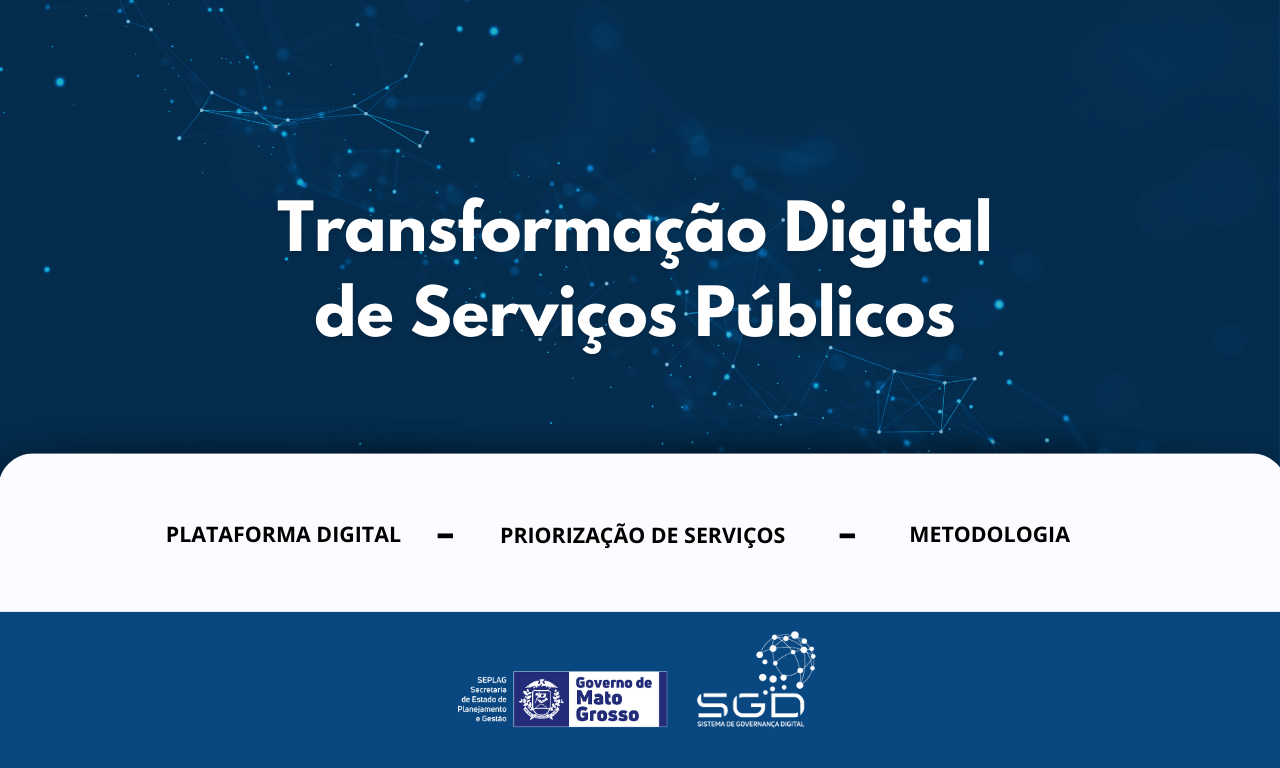 Transformação Digital
de Serviços Públicos
PLATAFORMA DIGITAL - PRIORIZAÇÃO DE SERVIÇOS - METODOLOGIA
SEPLAG
Secretaria
de Estado de
Planejamento
e Gestão
Governo de
Mato
Grosso
SGD
SISTEMA DE GOVERNANÇA DIGITAL